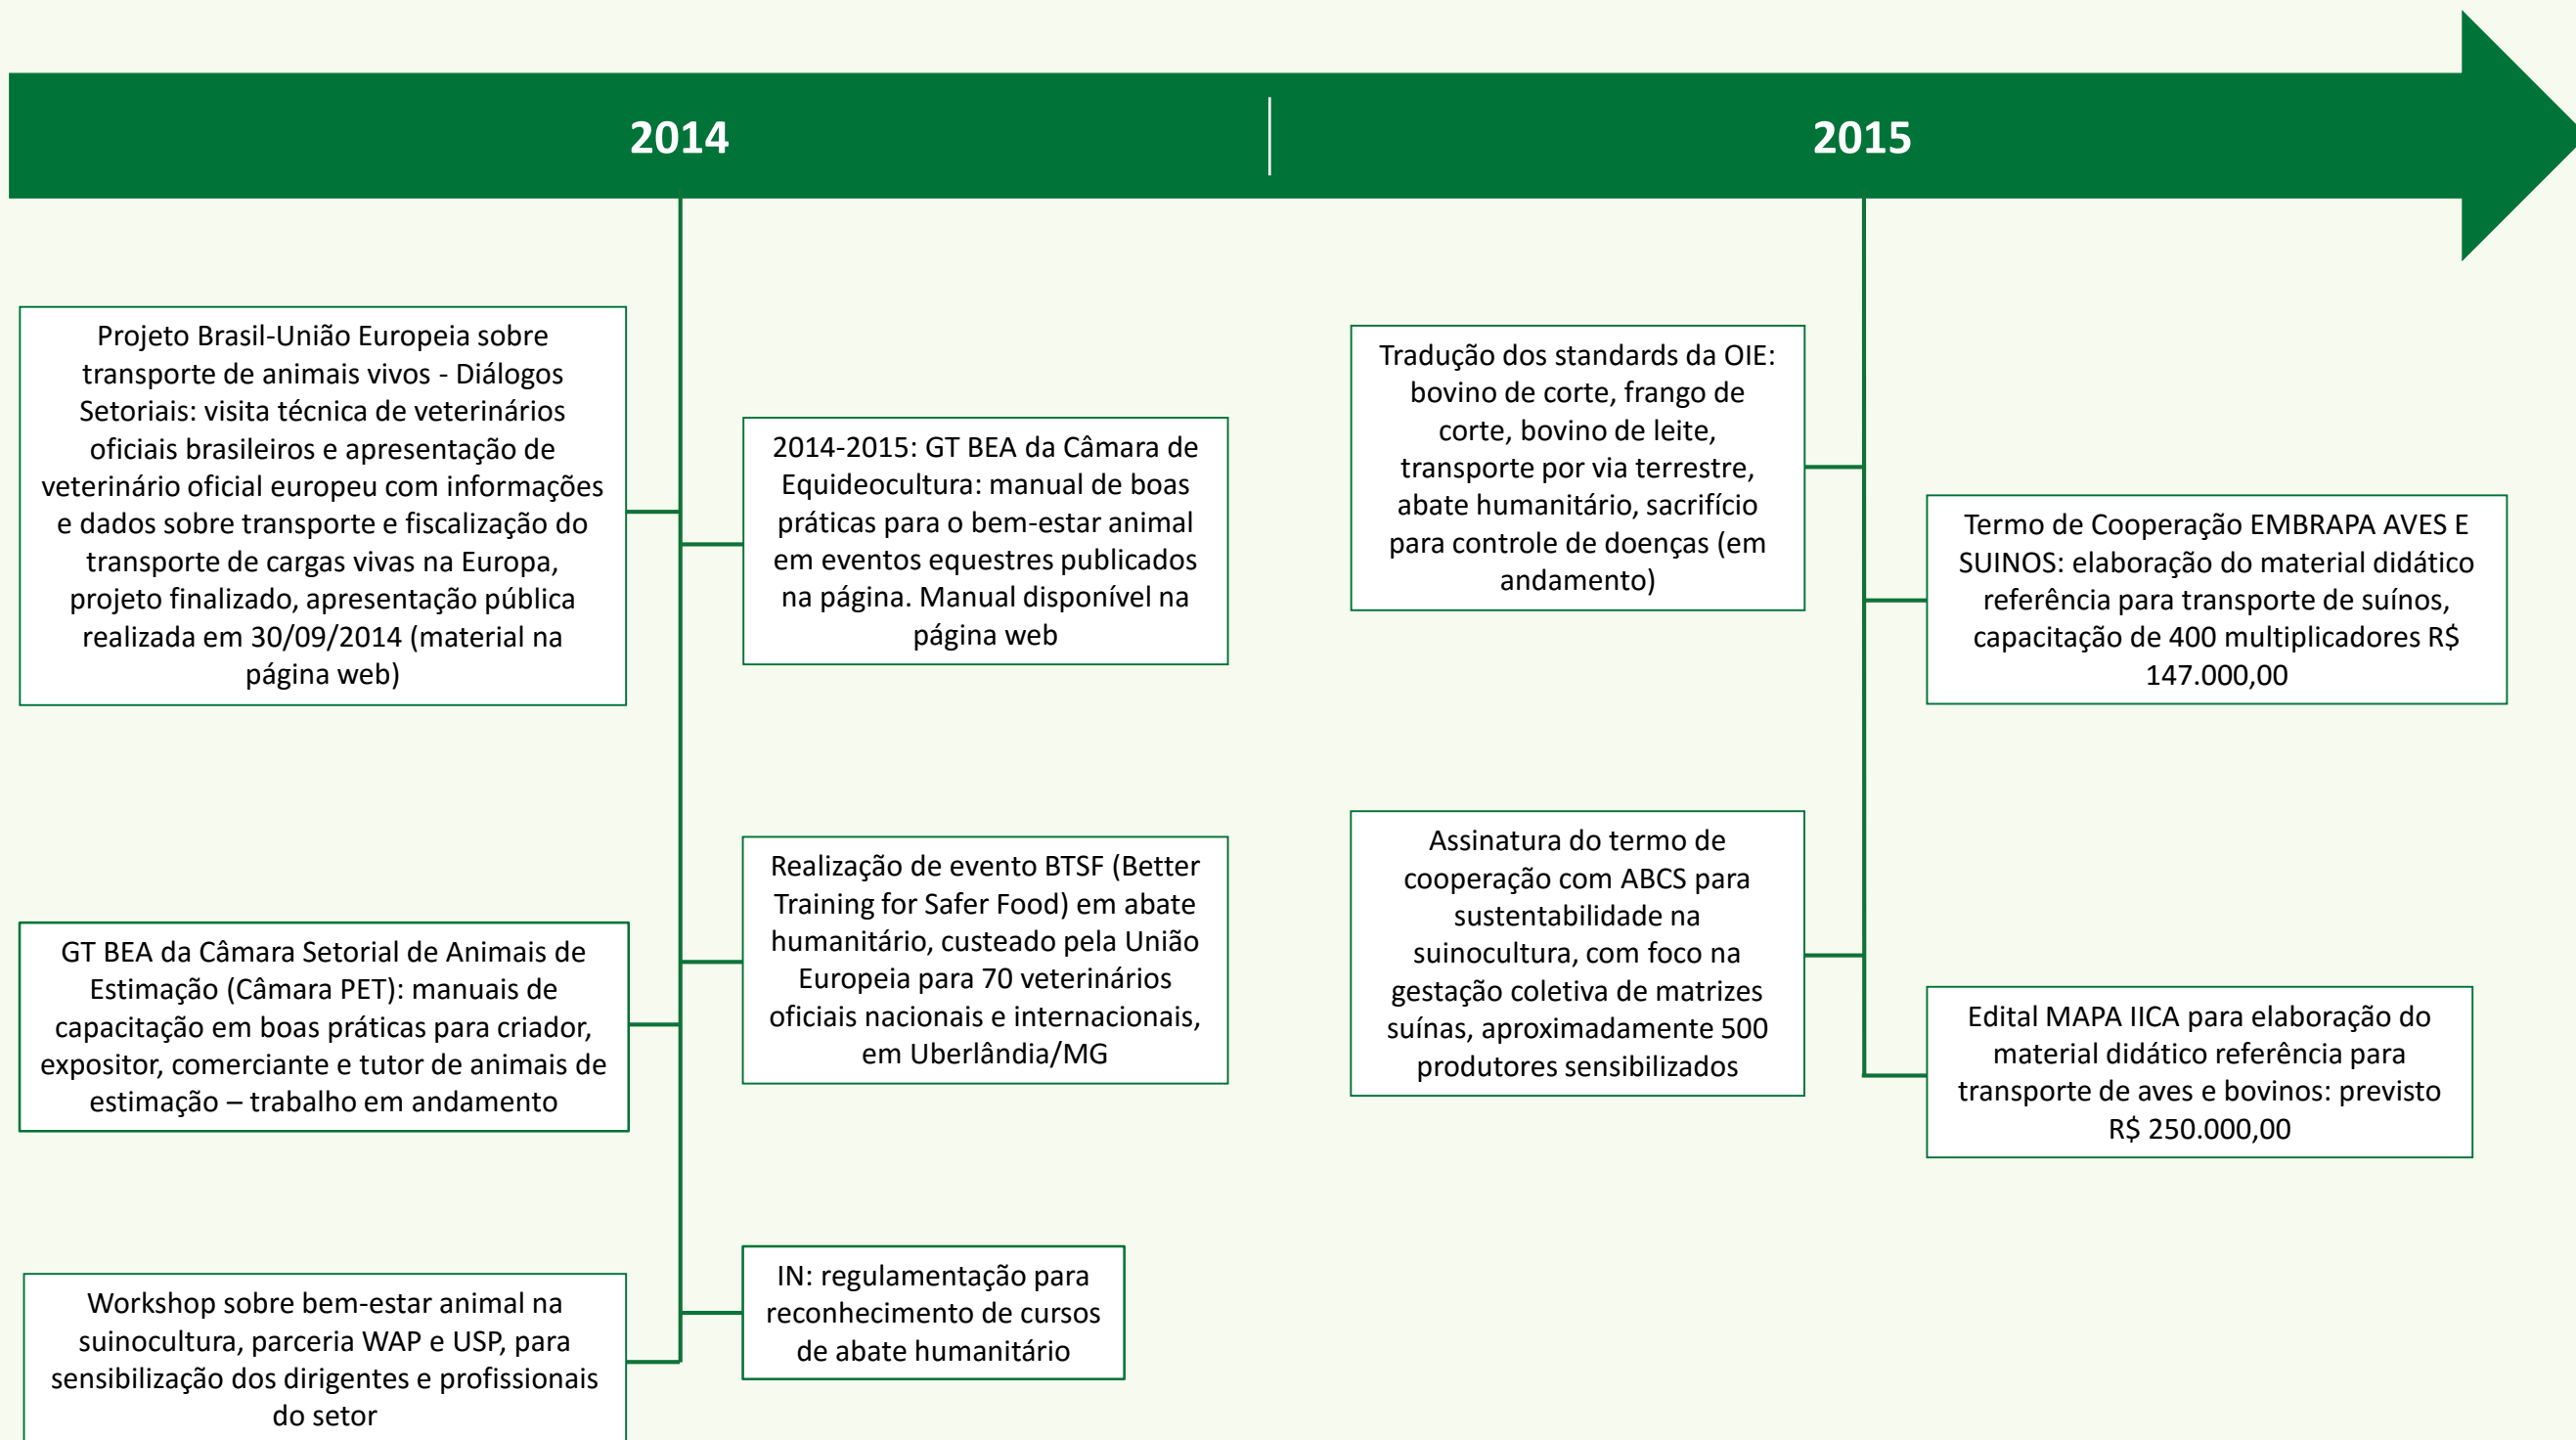 2014
2015
Projeto Brasil-União Europeia sobre
transporte de animais vivos - Diálogos
Setoriais: visita técnica de veterinários
oficiais brasileiros e apresentação de
veterinário oficial europeu com informações
e dados sobre transporte e fiscalização do
transporte de cargas vivas na Europa,
projeto finalizado, apresentação pública
realizada em 30/09/2014 (material na
página web)
2014-2015: GT BEA da Câmara de
Equideocultura: manual de boas
práticas para o bem-estar animal
em eventos equestres publicados
na página. Manual disponível na
página web
GT BEA da Câmara Setorial de Animais de
Estimação (Câmara PET): manuais de
capacitação em boas práticas para criador,
expositor, comerciante e tutor de animais de
estimação – trabalho em andamento
Realização de evento BTSF (Better
Training for Safer Food) em abate
humanitário, custeado pela União
Europeia para 70 veterinários
oficiais nacionais e internacionais,
em Uberlândia/MG
Workshop sobre bem-estar animal na
suinocultura, parceria WAP e USP, para
sensibilização dos dirigentes e profissionais
do setor
IN: regulamentação para
reconhecimento de cursos
de abate humanitário
Tradução dos standards da OIE:
bovino de corte, frango de
corte, bovino de leite,
transporte por via terrestre,
abate humanitário, sacrifício
para controle de doenças (em
andamento)
Termo de Cooperação EMBRAPA AVES E
SUINOS: elaboração do material didático
referência para transporte de suínos,
capacitação de 400 multiplicadores R$
147.000,00
Assinatura do termo de
cooperação com ABCS para
sustentabilidade na
suinocultura, com foco na
gestação coletiva de matrizes
suínas, aproximadamente 500
produtores sensibilizados
Edital MAPA IICA para elaboração do
material didático referência para
transporte de aves e bovinos: previsto
R$ 250.000,00